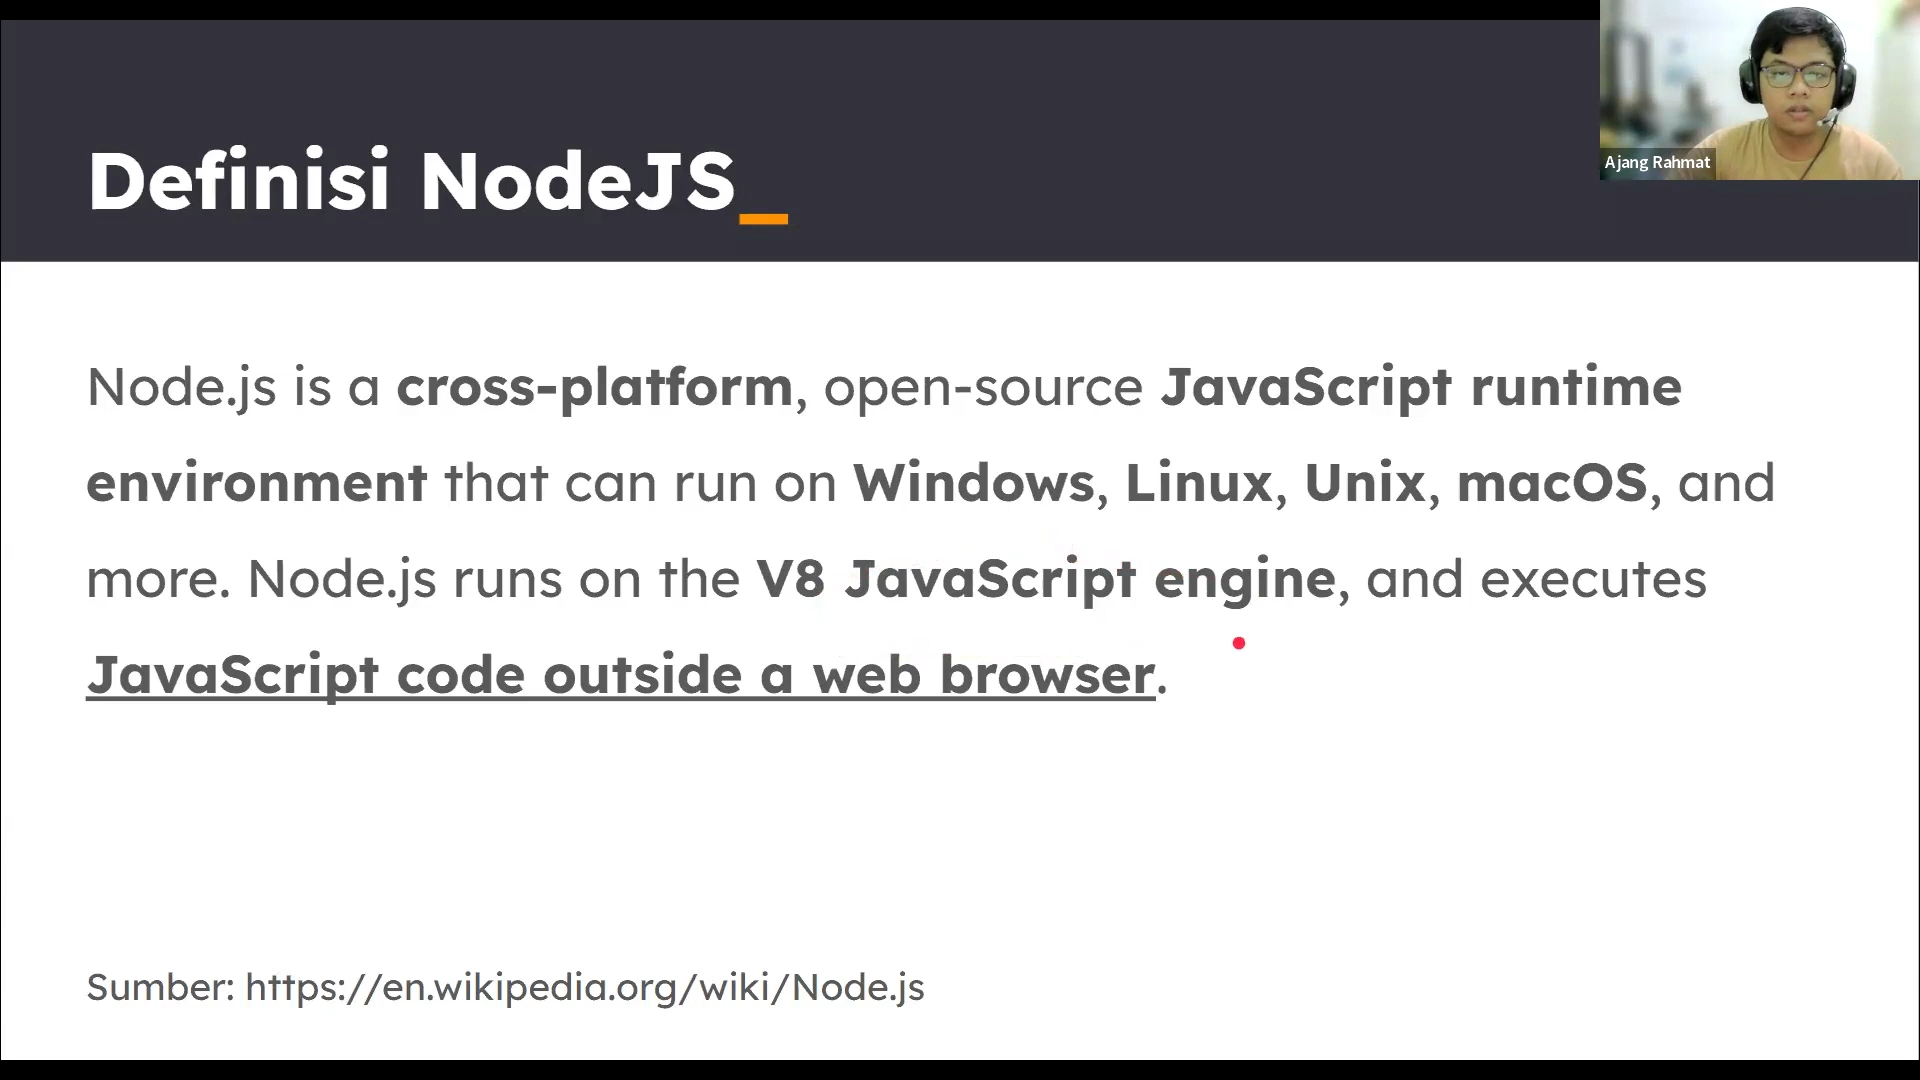 Ajang Rahmat
Definisi NodeJS_
Node.js is a cross-platform, open-source JavaScript runtime
environment that can run on Windows, Linux, Unix, macOS, and
more. Node.js runs on the V8 JavaScript engine, and executes
JavaScript code outside a web browser.
Sumber: https://en.wikipedia.org/wiki/Node.js